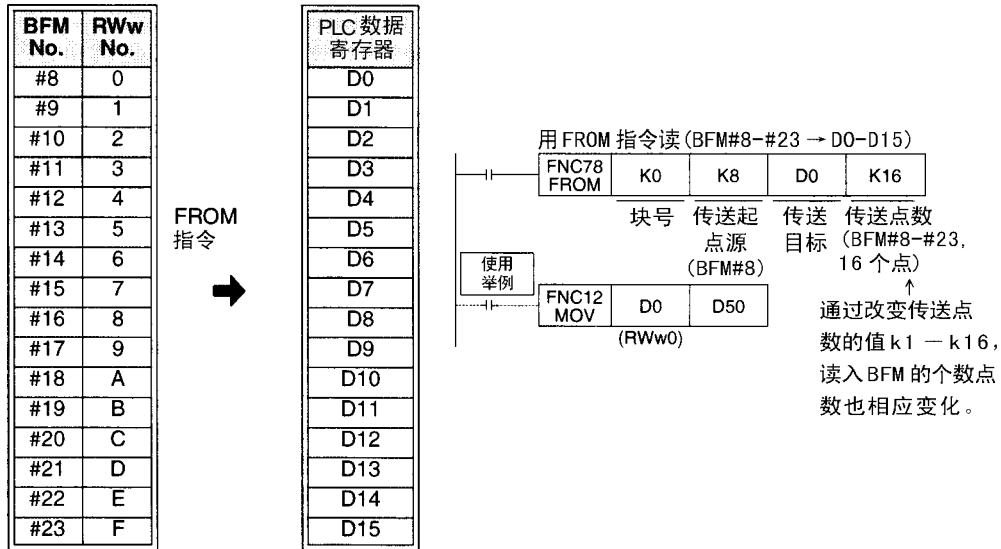 BFM No. RWw No.
#8 0
#9 1
#10 2
#11 3
#12 4
#13 5
#14 6
#15 7
#16 8
#17 9
#18 A
#19 B
#20 C
#21 D
#22 E
#23 F
FROM
指令
PLC数据
寄存器
D0
D1
D2
D3
D4
D5
D6
D7
D8
D9
D10
D11
D12
D13
D14
D15
用FROM 指令读(BFM#8-#23→D0-D15)
FNC78 FROM K0 K8 D0 K16
块号
传送起
点源
(BFM#8)
传送
目标
传送点数
(BFM#8-#23,
16个点)
↑
通过改变传送点
数的值k1 —k16,
读入BFM的个数点
数也相应变化。
使用
举例
FNC12 MOV D0 D50
(RWw0)